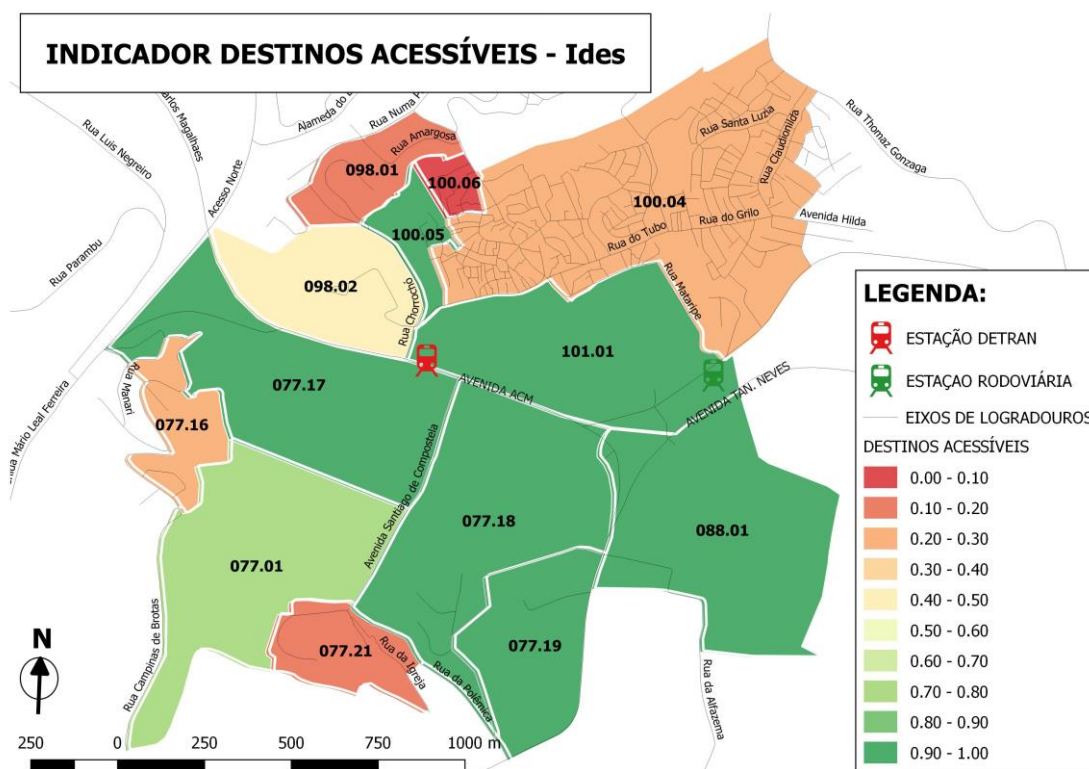 INDICADOR DESTINOS ACESSÍVEIS - Ides
Rua Luis Negreiro
Magalhaes
Alameda do
Rua Numa
Acesso Norte
Rua Parambu
Rua Amargosa
098.01
100.06
100.05
Rua Santa Luzia
Rua Claudionilda
Rua Thomaz Gonzaga
100.04
Rua do Grilo
Avenida Hilda
Rua do Tubo
Rua Mataripe
098.02
Rua Chorrochó
101.01
077.17
AVENIDA ACM
AVENIDA TAN. NEVES
Rua Manari
077.16
Mário Leal Ferreira
Avenida Santiago de Compostela
077.18
088.01
077.01
077.21
077.19
Rua da Igreja
Rua da Polêmica
Rua da Alfazema
Rua Campinas de Brotas
LEGENDA:
ESTAÇÃO DETRAN
ESTAÇAO RODOVIÁRIA
EIXOS DE LOGRADOUROS
DESTINOS ACESSÍVEIS
0.00 - 0.10
0.10 - 0.20
0.20 - 0.30
0.30 - 0.40
0.40 - 0.50
0.50 - 0.60
0.60 - 0.70
0.70 - 0.80
0.80 - 0.90
0.90 - 1.00
N
250 0 250 500 750 1000 m